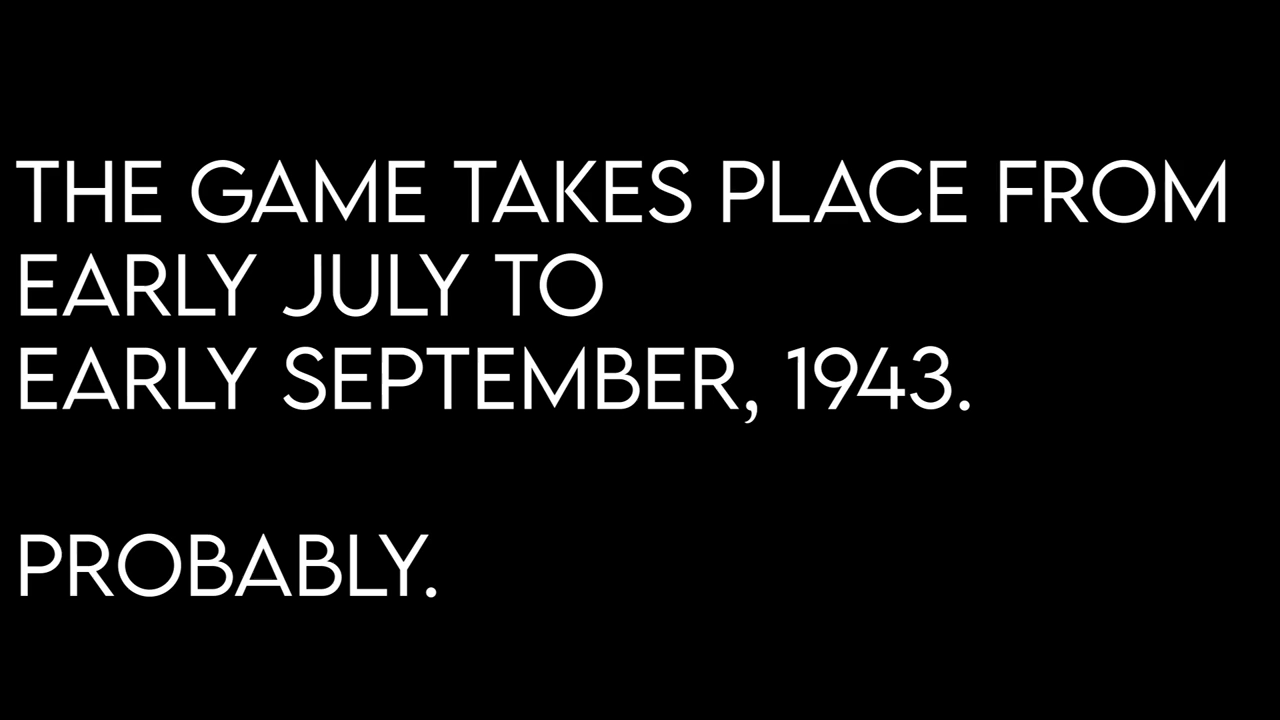 THE GAME TAKES PLACE FROM
EARLY JULY TO
EARLY SEPTEMBER, 1943.
PROBABLY.